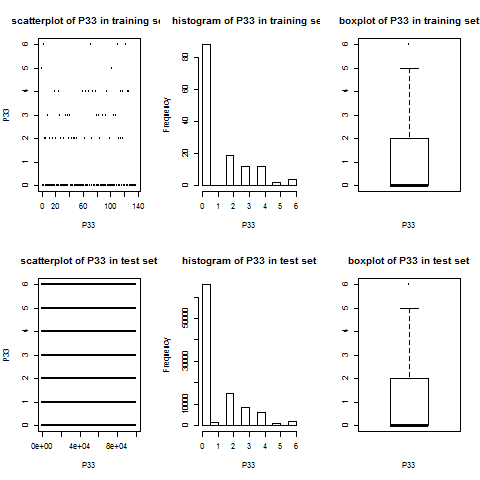 scatterplot of P33 in training se
P33
0 1 2 3 4 5 6
0 20 60 100 140
P33
histogram of P33 in training se
Frequency
0 20 40 60 80
0 1 2 3 4 5 6
boxplot of P33 in training set
0 1 2 3 4 5 6
P33
scatterplot of P33 in test set
P33
0 1 2 3 4 5 6
0e+00 4e+04 8e+04
P33
histogram of P33 in test set
Frequency
0 10000 30000 50000
0 1 2 3 4 5 6
P33
boxplot of P33 in test set
0 1 2 3 4 5 6
P33